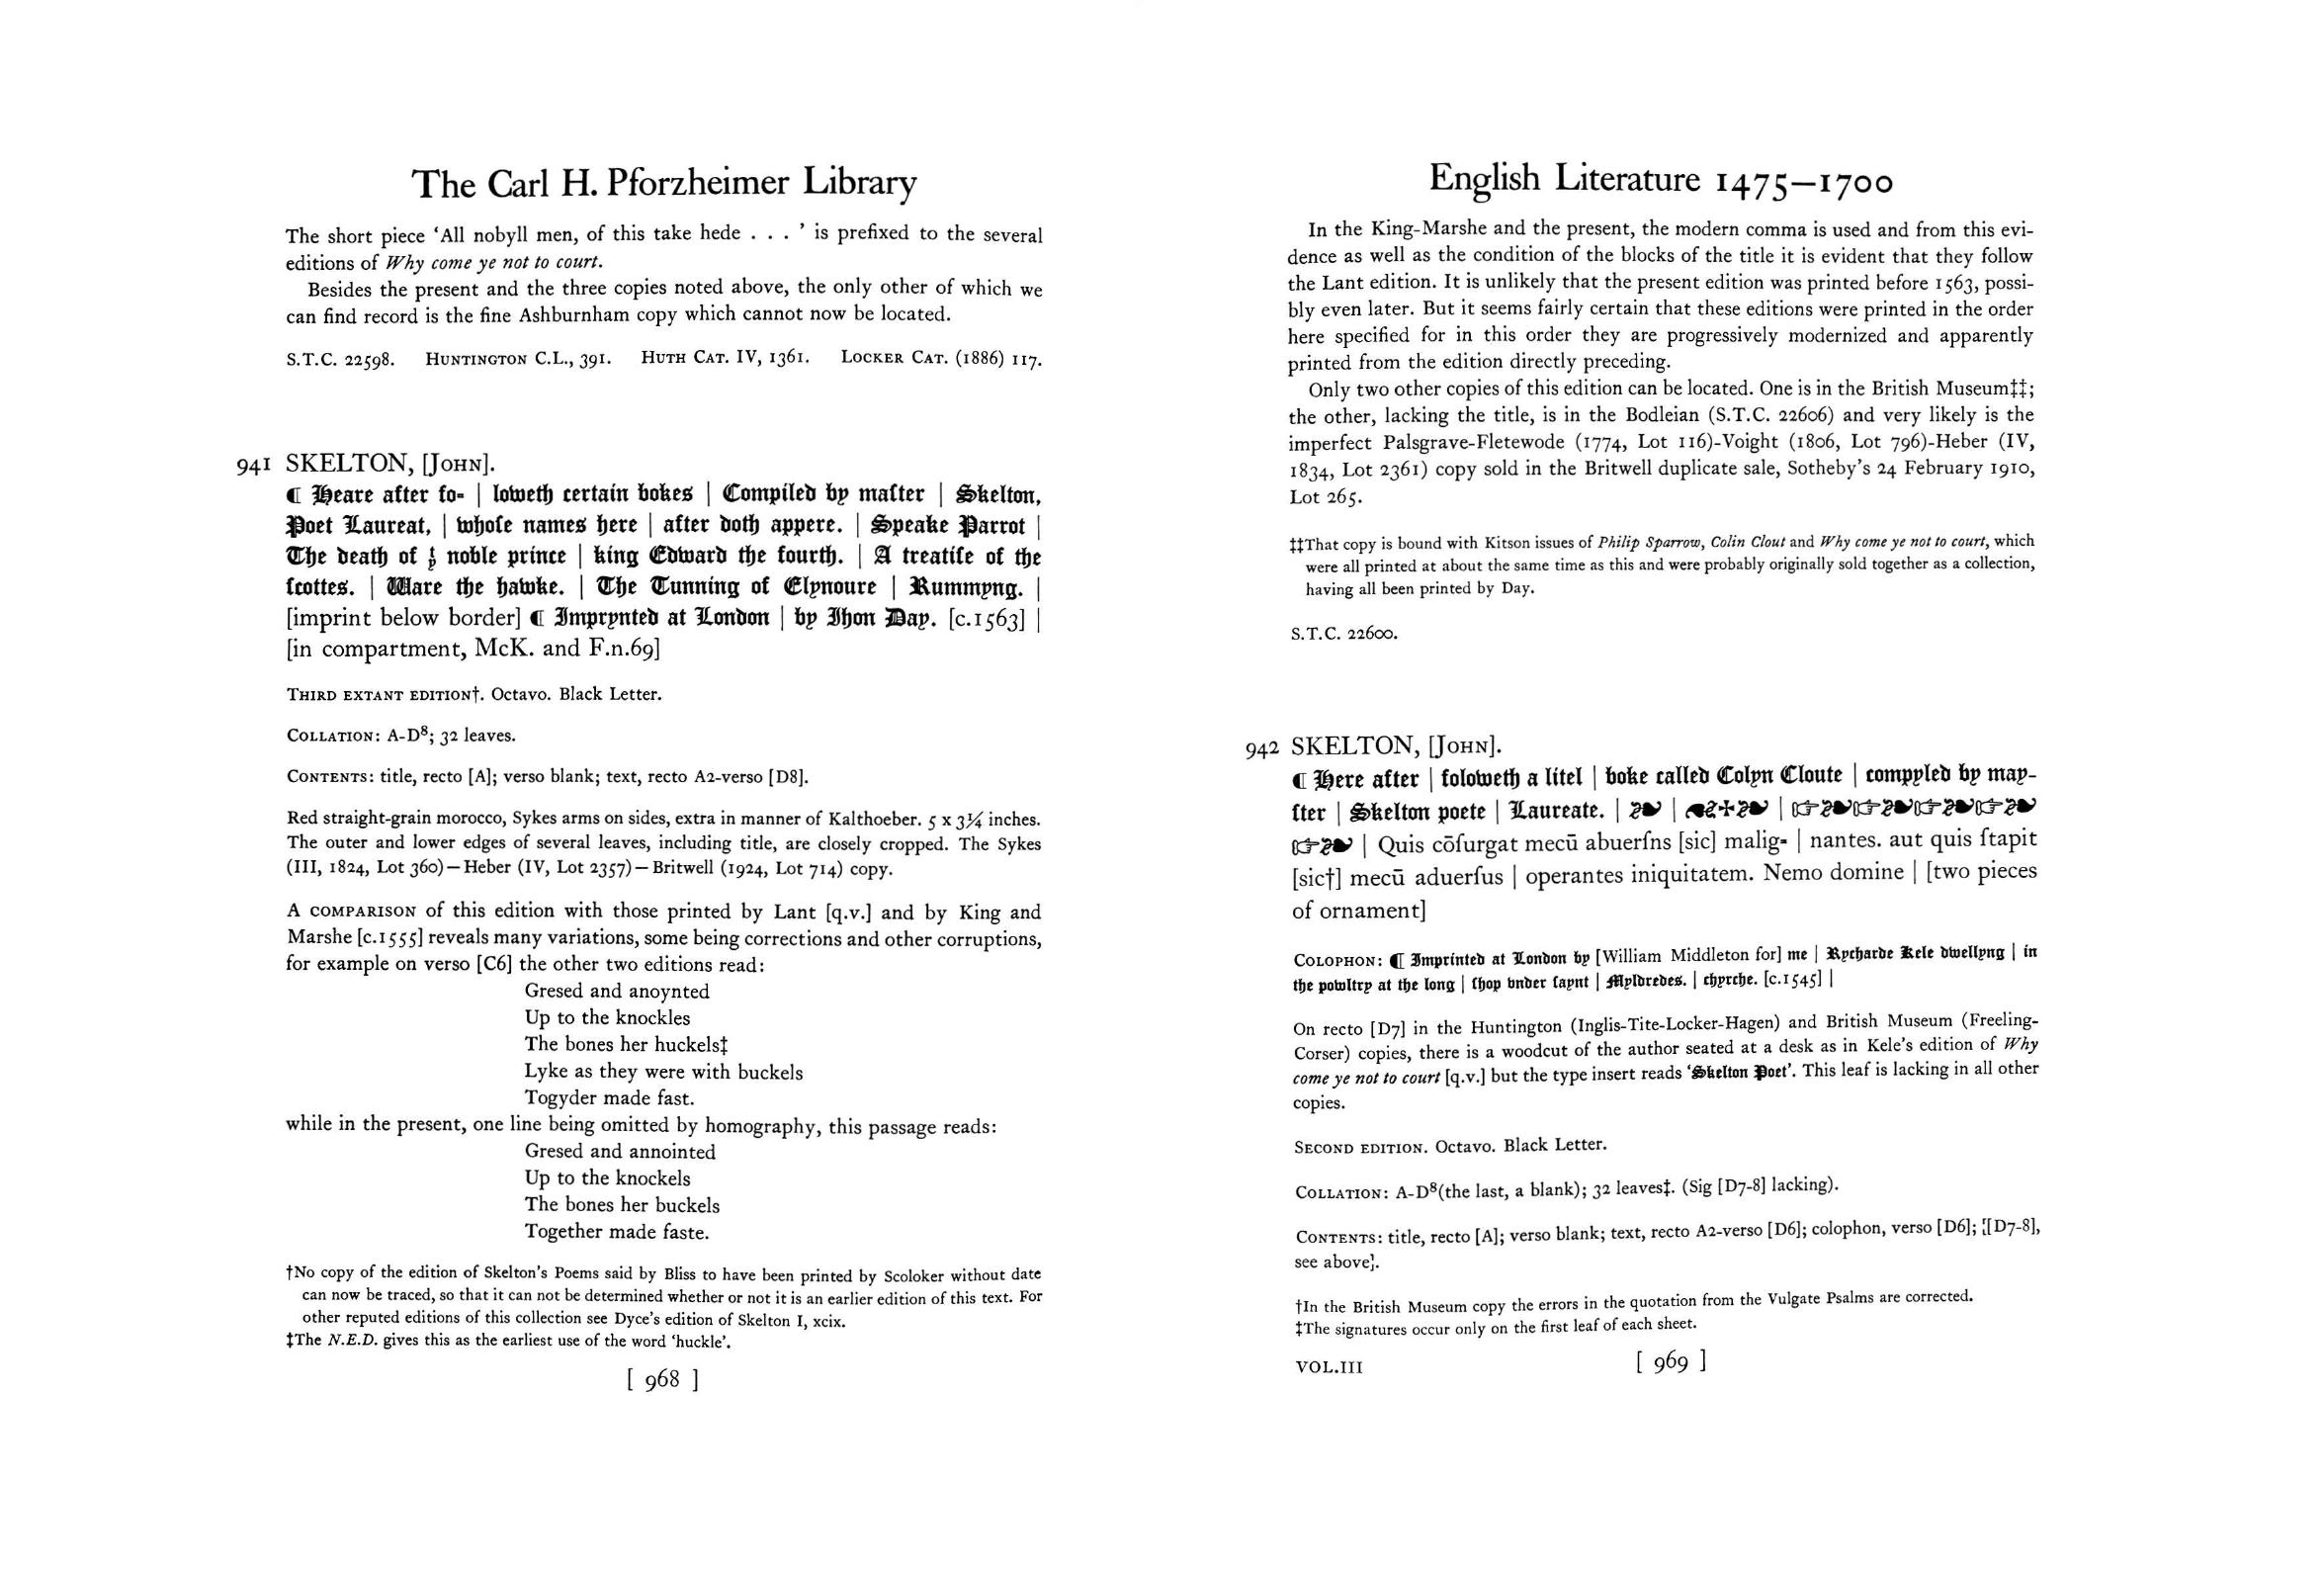 The Carl H. Pforzheimer Library
The short piece ‘All nobyll men, of this take hede . . . ’ is prefixed to the several
editions of Why come ye not to court.
Besides the present and the three copies noted above, the only other of which we
can find record is the fine Ashburnham copy which cannot now be located.
S.T.C. 22598. Huntington C.L., 391. Huth Cat. IV, 1361. Locker Cat. (1886) 117.
941 SKELTON, [John].
⁋ Heare after fo- | loweth certain bokes | Compiled by maſter | Skelton,
Poet Laureat, | whoſe names here | after doth appere. | Speake Parrot |
The death of yͤ noble prince | king Edward the fourth. | A treatiſe of the
ſcottes. | Ware the hawke. | The Tunning of Elynoure | Rummyng. |
[imprint below border] ⁋ Imprynted at London | by Ihon Day. [c.1563] |
[in compartment, McK. and F.n.69]
Third extant edition†. Octavo. Black Letter.
Collation: A-D⁸; 32 leaves.
Contents: title, recto [A]; verso blank; text, recto A2-verso [D8].
Red straight-grain morocco, Sykes arms on sides, extra in manner of Kalthoeber. 5 x 3¼ inches.
The outer and lower edges of several leaves, including title, are closely cropped. The Sykes
(III, 1824, Lot 360)—Heber (IV, Lot 2357)—Britwell (1924, Lot 714) copy.
A comparison of this edition with those printed by Lant [q.v.] and by King and
Marshe [c.1555] reveals many variations, some being corrections and other corruptions,
for example on verso [C6] the other two editions read:
Gresed and anoynted
Up to the knockles
The bones her huckels‡
Lyke as they were with buckels
Togyder made fast.
while in the present, one line being omitted by homography, this passage reads:
Gresed and annointed
Up to the knockels
The bones her buckels
Together made faste.
†No copy of the edition of Skelton's Poems said by Bliss to have been printed by Scoloker without date
can now be traced, so that it can not be determined whether or not it is an earlier edition of this text. For
other reputed editions of this collection see Dyce's edition of Skelton I, xcix.
‡The N.E.D. gives this as the earliest use of the word ‘huckle’.
[ 968 ]
English Literature 1475–1700
In the King-Marshe and the present, the modern comma is used and from this evi-
dence as well as the condition of the blocks of the title it is evident that they follow
the Lant edition. It is unlikely that the present edition was printed before 1563, possi-
bly even later. But it seems fairly certain that these editions were printed in the order
here specified for in this order they are progressively modernized and apparently
printed from the edition directly preceding.
Only two other copies of this edition can be located. One is in the British Museum‡‡;
the other, lacking the title, is in the Bodleian (S.T.C. 22606) and very likely is the
imperfect Palsgrave-Fletewode (1774, Lot 116)-Voight (1806, Lot 796)-Heber (IV,
1834, Lot 2361) copy sold in the Britwell duplicate sale, Sotheby's 24 February 1910,
Lot 265.
‡‡That copy is bound with Kitson issues of Philip Sparrow, Colin Clout and Why come ye not to court, which
were all printed at about the same time as this and were probably originally sold together as a collection,
having all been printed by Day.
S.T.C. 22600.
942 SKELTON, [John].
⁋ Here after | foloweth a litel | boke called Colyn Cloute | compyled by may-
ſter | Skelton poete | Laureate. | ❧ | ☙✠❧ | ☞❧☞❧☞❧☞❧
☞❧ | Quis cōſurgat mecū abuerſns [sic] malig- | nantes. aut quis ſtapit
[sic†] mecū aduerſus | operantes iniquitatem. Nemo domine | [two pieces
of ornament]
Colophon: ⁋ Imprinted at London by [William Middleton for] me | Rycharde Kele dwellyng | in
the powltry at the long | ſhop vnder ſaynt | Myldredes. | chyrche. [c.1545] |
On recto [D7] in the Huntington (Inglis-Tite-Locker-Hagen) and British Museum (Freeling-
Corser) copies, there is a woodcut of the author seated at a desk as in Kele's edition of Why
come ye not to court [q.v.] but the type insert reads ‘Skelton Poet’. This leaf is lacking in all other
copies.
Second edition. Octavo. Black Letter.
Collation: A-D⁸(the last, a blank); 32 leaves‡. (Sig [D7-8] lacking).
Contents: title, recto [A]; verso blank; text, recto A2-verso [D6]; colophon, verso [D6]; {[D7-8],
see above}.
†In the British Museum copy the errors in the quotation from the Vulgate Psalms are corrected.
‡The signatures occur only on the first leaf of each sheet.
VOL.III
[ 969 ]